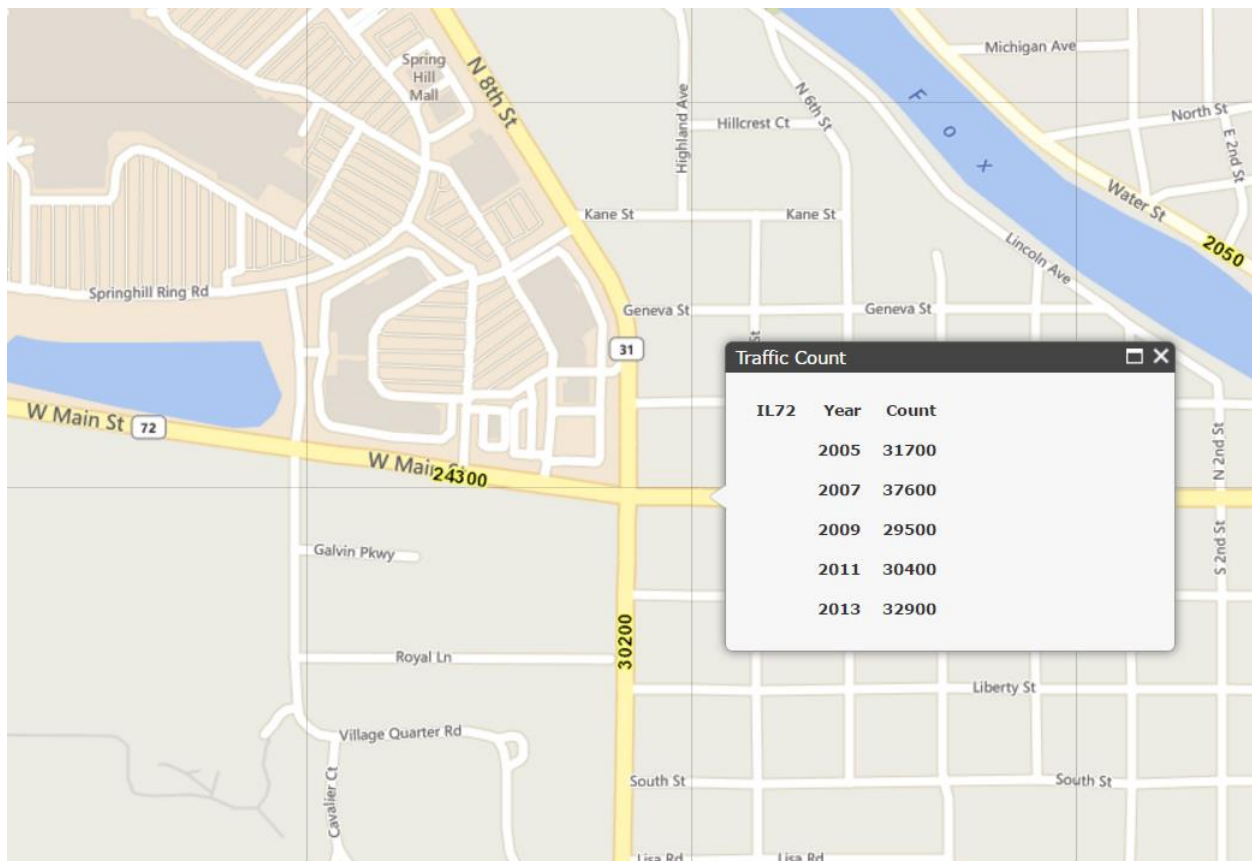 Michigan Ave
Spring
Hill
Mall
N 8th St
N 6th St
F O X
North St
Highland Ave
Hillcrest Ct
E 2nd St
Water St
Kane St
Kane St
Lincoln Ave
2050
Springhill Ring Rd
Geneva St
Geneva St
St
31
Traffic Count
IL72 Year Count
2005 31700
2007 37600
2009 29500
2011 30400
2013 32900
W Main St
72
W Main St
24300
N 2nd St
S 2nd St
Galvin Pkwy
30200
Royal Ln
Liberty St
Village Quarter Rd
Cavalier Ct
South St
South St
Lisa Rd
Lisa Rd